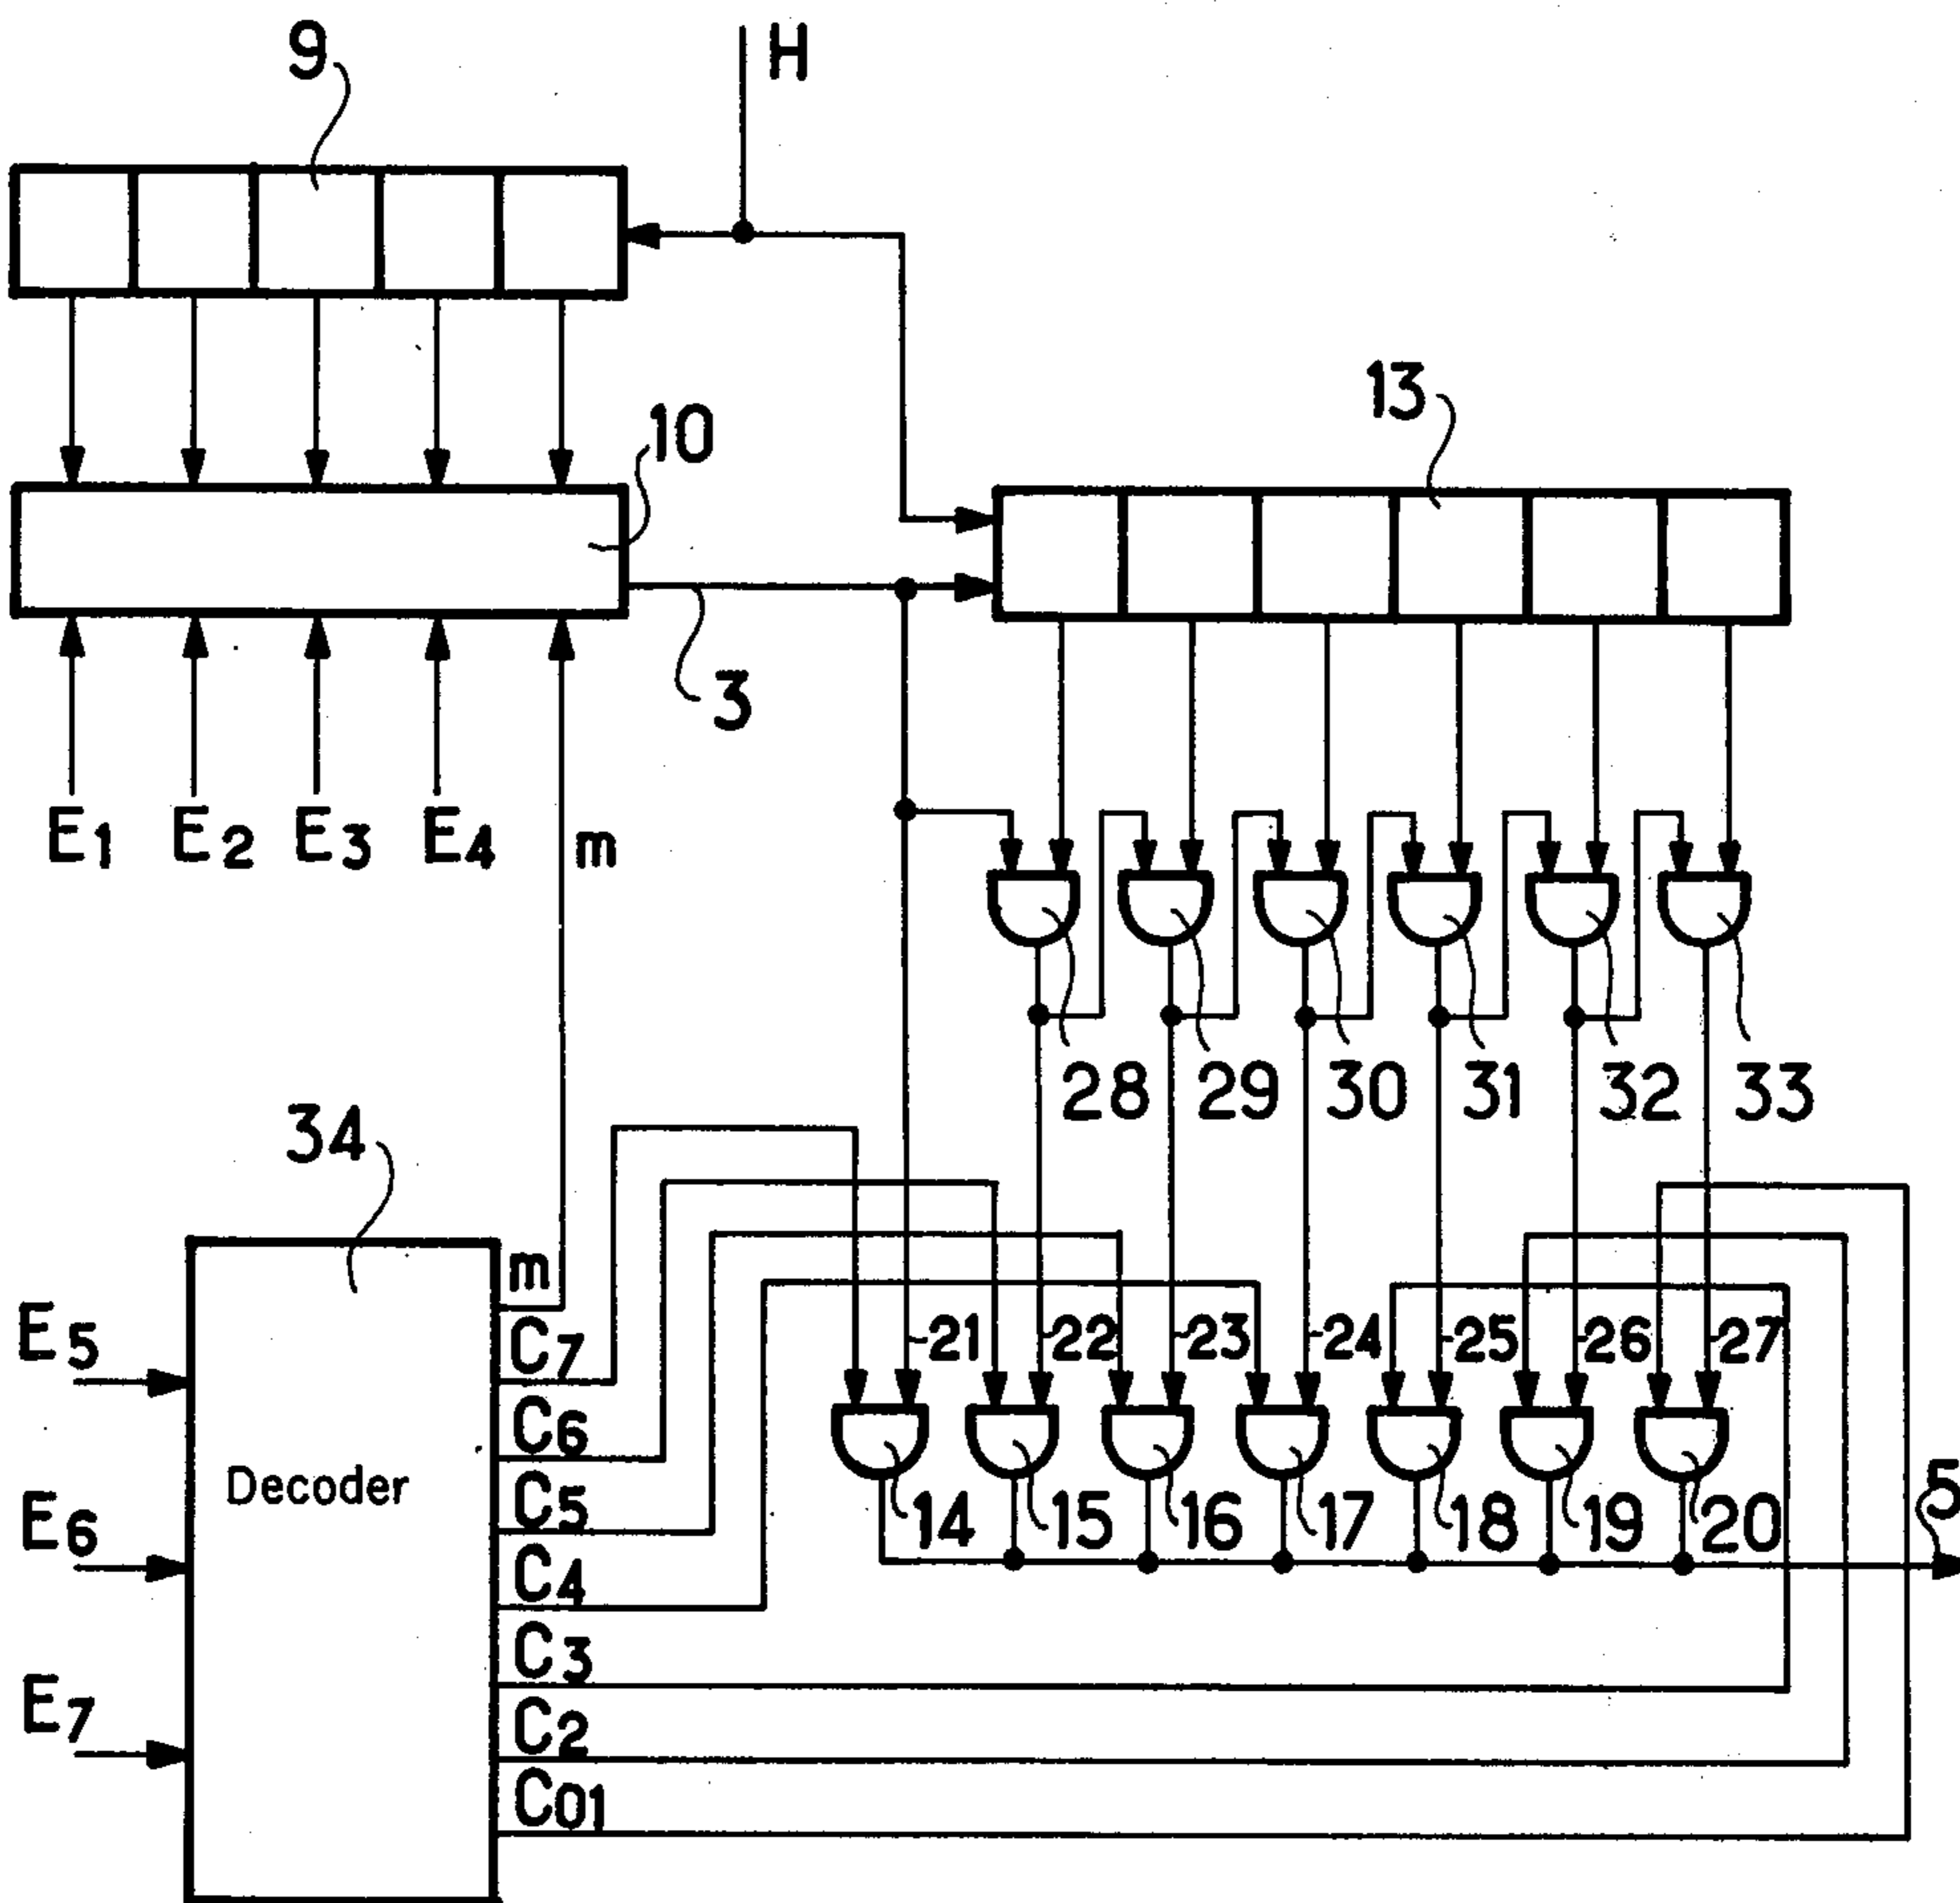 9
H
13
10
3
E1 E2 E3 E4 m
28 29 30 31 32 33
34
m
E5
C7
21 22 23 24 25 26 27
C6
Decoder
C5
E6
14 15 16 17 18 19 20
5
C4
C3
E7
C2
C01